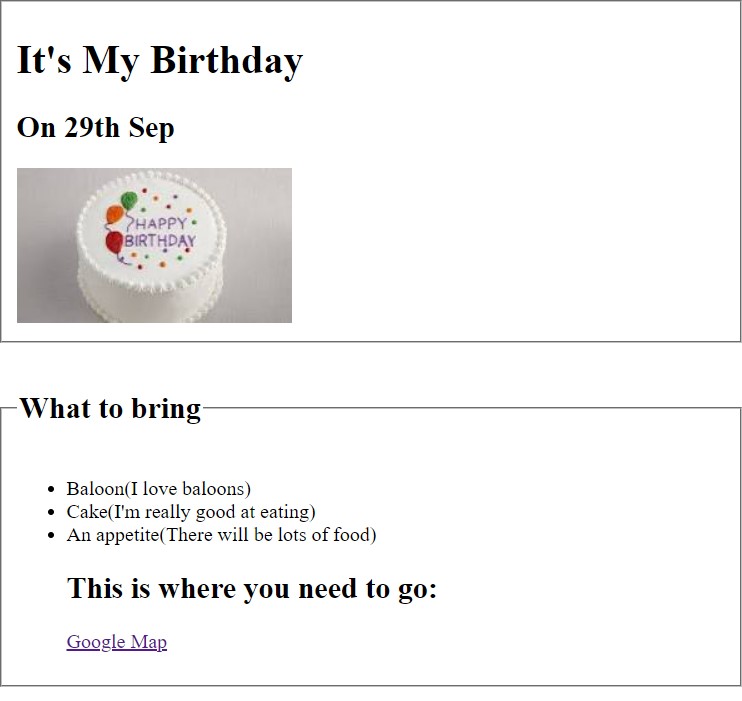 It's My Birthday
On 29th Sep
HAPPY
BIRTHDAY
What to bring
Baloon(I love baloons)
Cake(I'm really good at eating)
An appetite(There will be lots of food)
This is where you need to go:
Google Map